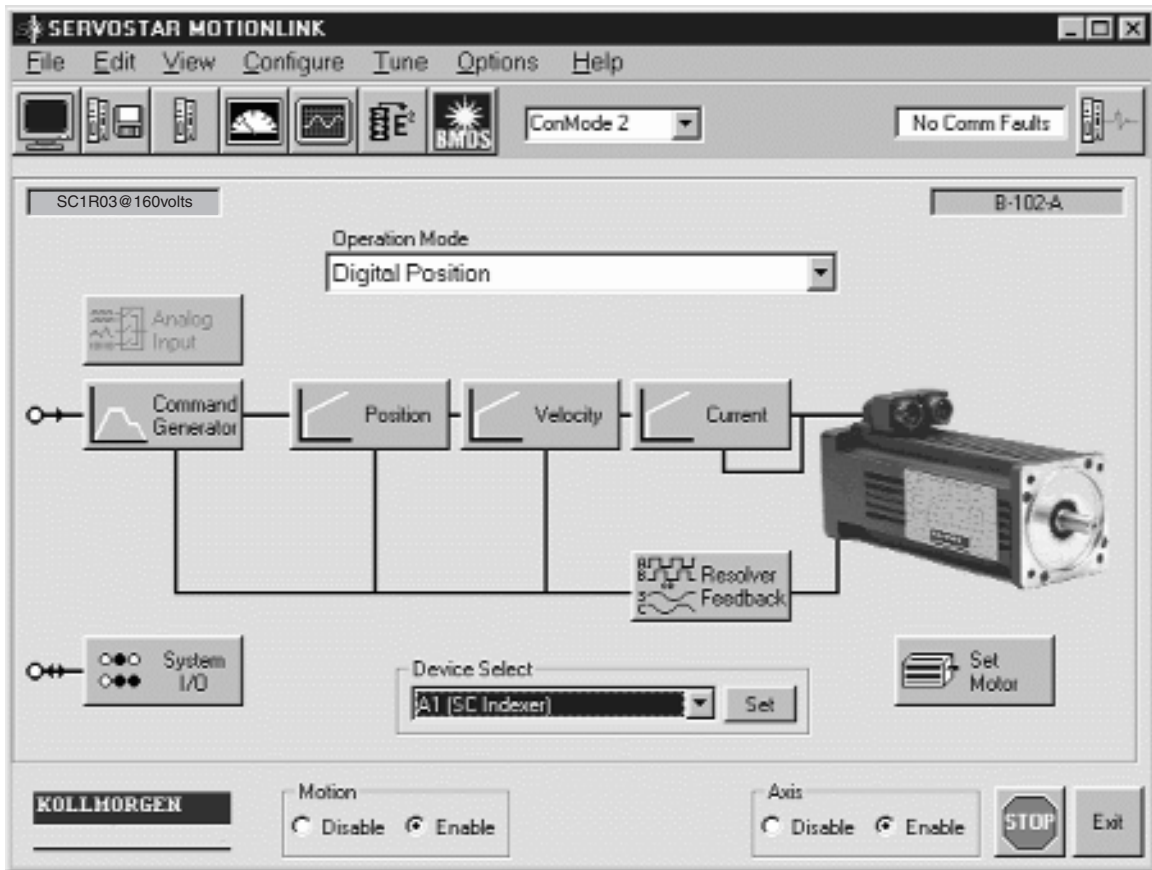 SERVOSTAR MOTIONLINK
File Edit View Configure Tune Options Help
E²
BMDS
ConMode 2
No Comm Faults
SC1R03@160volts
B-102-A
Operation Mode
Digital Position
Analog
Input
Command
Generator
Position
Velocity
Current
Resolver
Feedback
System
I/O
Device Select
A1 (SC Indexer)
Set
Set
Motor
KOLLMORGEN
Motion
Disable Enable
Axis
Disable Enable
STOP
Exit